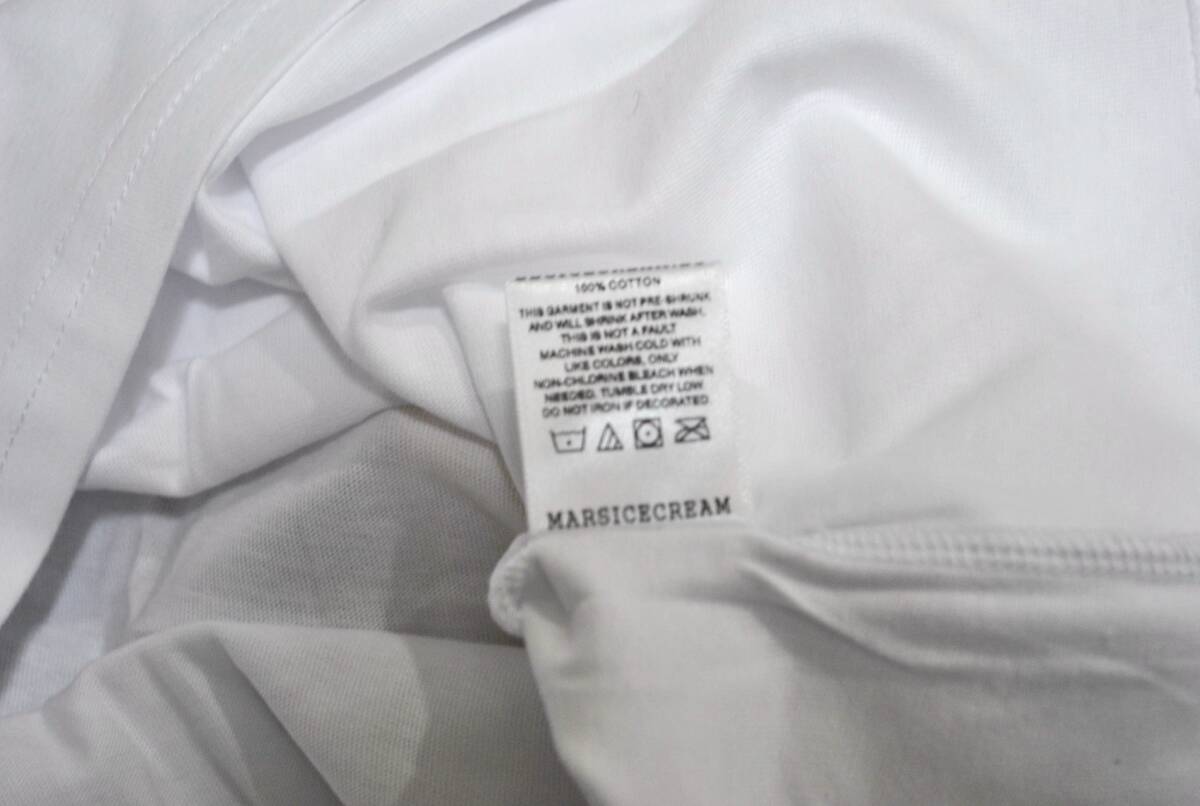 100% COTTON
THIS GARMENT IS NOT PRE-SHRUNK
AND WILL SHRINK AFTER WASH.
THIS IS NOT A FAULT
MACHINE WASH COLD WITH
LIKE COLORS, ONLY
NON-CHLORINE BLEACH WHEN
NEEDED. TUMBLE DRY LOW.
DO NOT IRON IF DECORATED.
MARSICECREAM